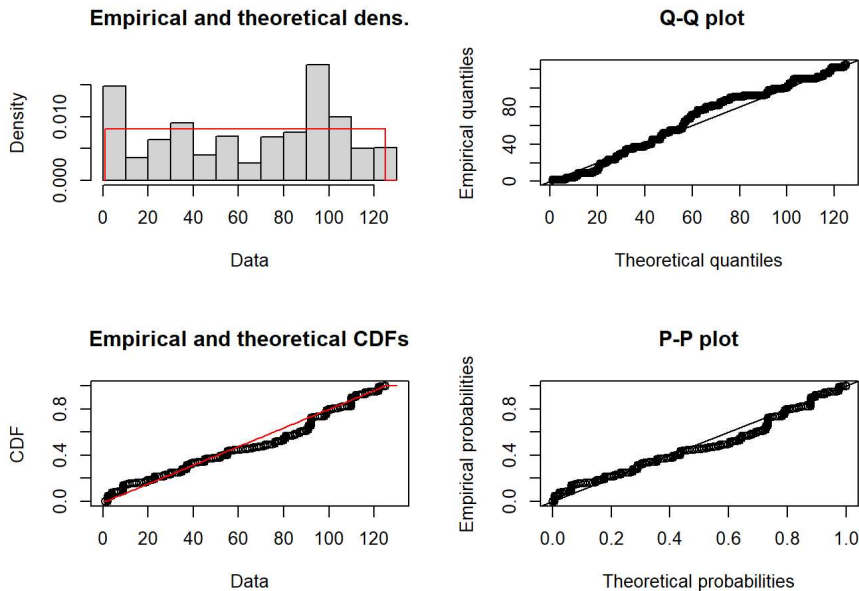 Empirical and theoretical dens.
Density
0.000 0.010
0 20 40 60 80 100 120
Data
Q-Q plot
Empirical quantiles
0 40 80
0 20 40 60 80 100 120
Theoretical quantiles
Empirical and theoretical CDFs
CDF
0.0 0.4 0.8
0 20 40 60 80 100 120
Data
P-P plot
Empirical probabilities
0.0 0.4 0.8
0.0 0.2 0.4 0.6 0.8 1.0
Theoretical probabilities